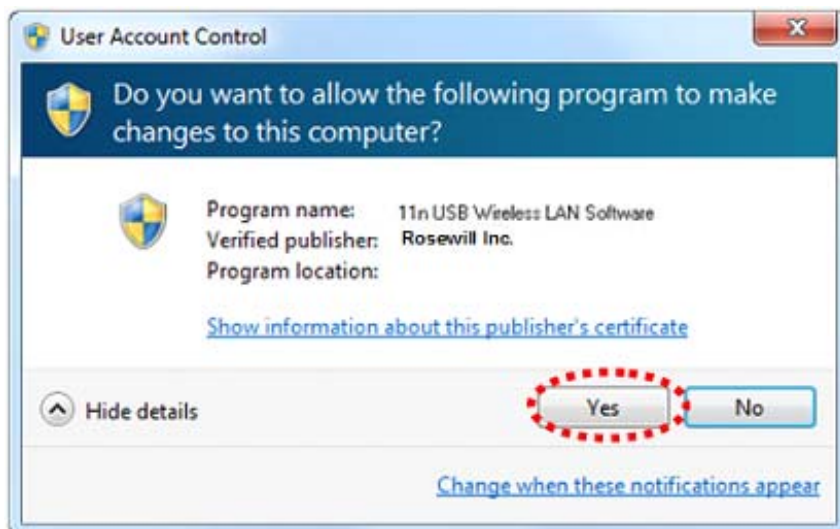 User Account Control
Do you want to allow the following program to make
changes to this computer?
Program name: 11n USB Wireless LAN Software
Verified publisher: Rosewill Inc.
Program location:
Show information about this publisher's certificate
Hide details
Yes
No
Change when these notifications appear